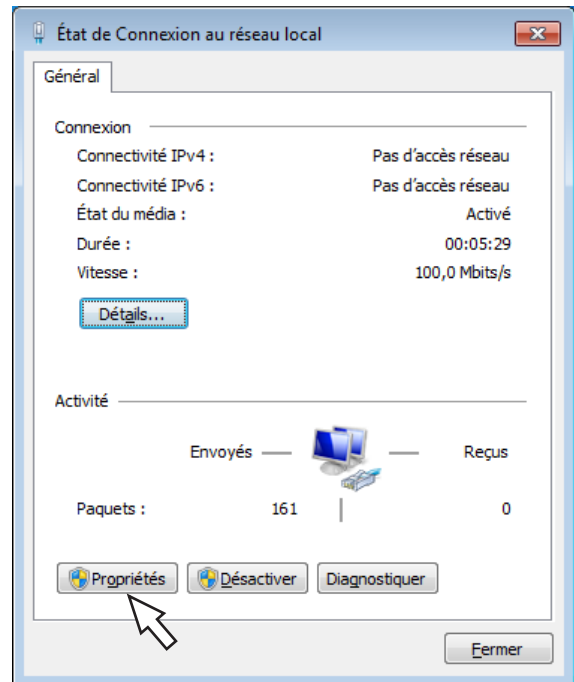 État de Connexion au réseau local
Général
Connexion
Connectivité IPv4 : Pas d'accès réseau
Connectivité IPv6 : Pas d'accès réseau
État du média : Activé
Durée : 00:05:29
Vitesse : 100,0 Mbits/s
Détails...
Activité
Envoyés Reçus
Paquets : 161 0
Propriétés Désactiver Diagnostiquer
Fermer